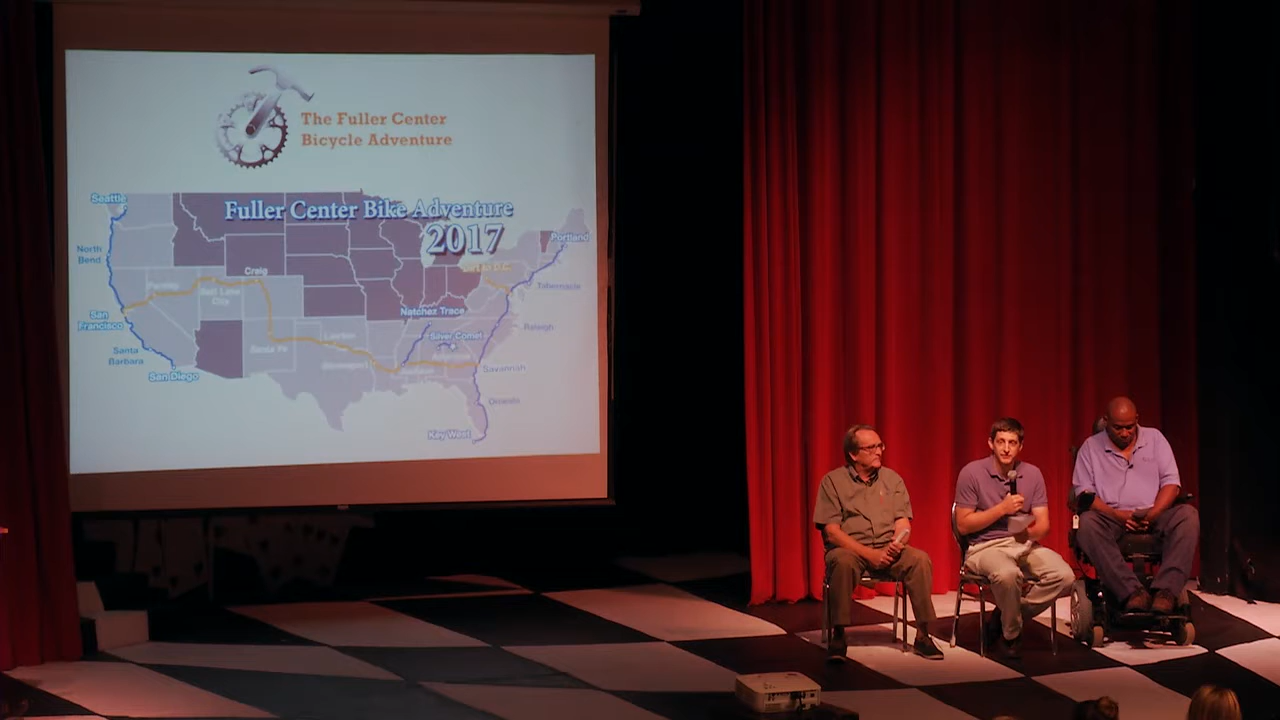 The Fuller Center
Bicycle Adventure
Fuller Center Bike Adventure
2017
Seattle
Portland
North
Bend
Craig
Salt Lake
City
Tabernacle
Natchez Trace
San
Francisco
Raleigh
Silver Comet
Santa
Barbara
Santa Fe
San Diego
Savannah
Orlando
Key West